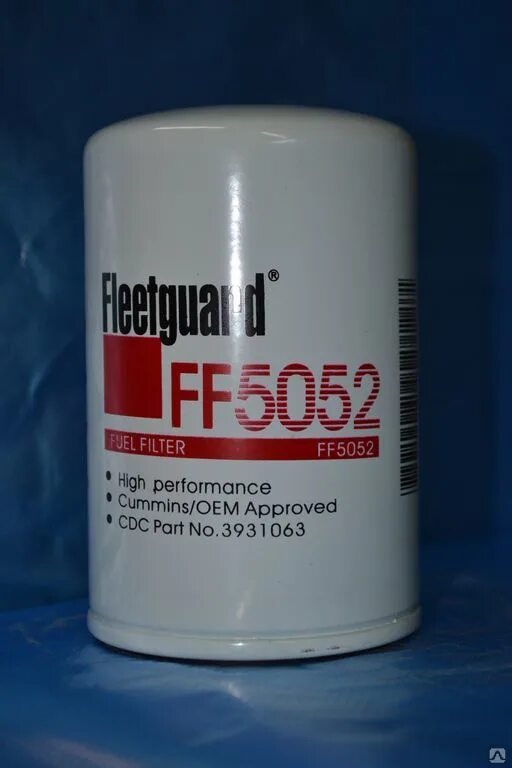 Fleetguard®
FF5052
FUEL FILTER FF5052
• High performance
• Cummins/OEM Approved
• CDC Part No.3931063